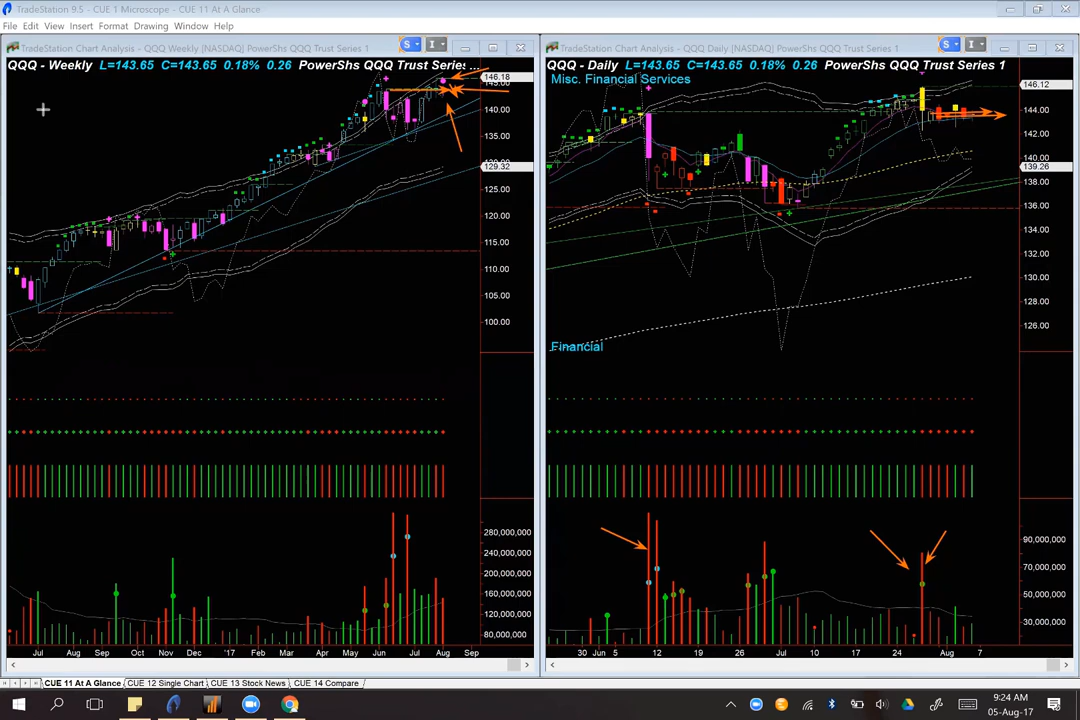 TradeStation 9.5 - CUE 1 Microscope - CUE 11 At A Glance
File Edit View Insert Format Drawing Window Help
TradeStation Chart Analysis - QQQ Weekly [NASDAQ] PowerShs QQQ Trust Series 1
S
I
QQQ - Weekly L=143.65 C=143.65 0.18% 0.26 PowerShs QQQ Trust Serie: ...
146.18
140.00
135.00
129.32
125.00
120.00
115.00
110.00
105.00
100.00
280,000,000
240,000,000
200,000,000
160,000,000
120,000,000
80,000,000
Jul Aug Sep Oct Nov Dec '17 Feb Mar Apr May Jun Jul Aug Sep
TradeStation Chart Analysis - QQQ Daily [NASDAQ] PowerShs QQQ Trust Series 1
S
I
QQQ - Daily L=143.65 C=143.65 0.18% 0.26 PowerShs QQQ Trust Series 1
Misc. Financial Services
146.12
144.00
142.00
140.00
139.26
138.00
136.00
134.00
132.00
130.00
128.00
126.00
Financial
90,000,000
70,000,000
50,000,000
30,000,000
30 Jun 5 12 19 26 Jul 10 17 24 Aug 7
CUE 11 At A Glance CUE 12 Single Chart CUE 13 Stock News CUE 14 Compare
9:24 AM
05-Aug-17